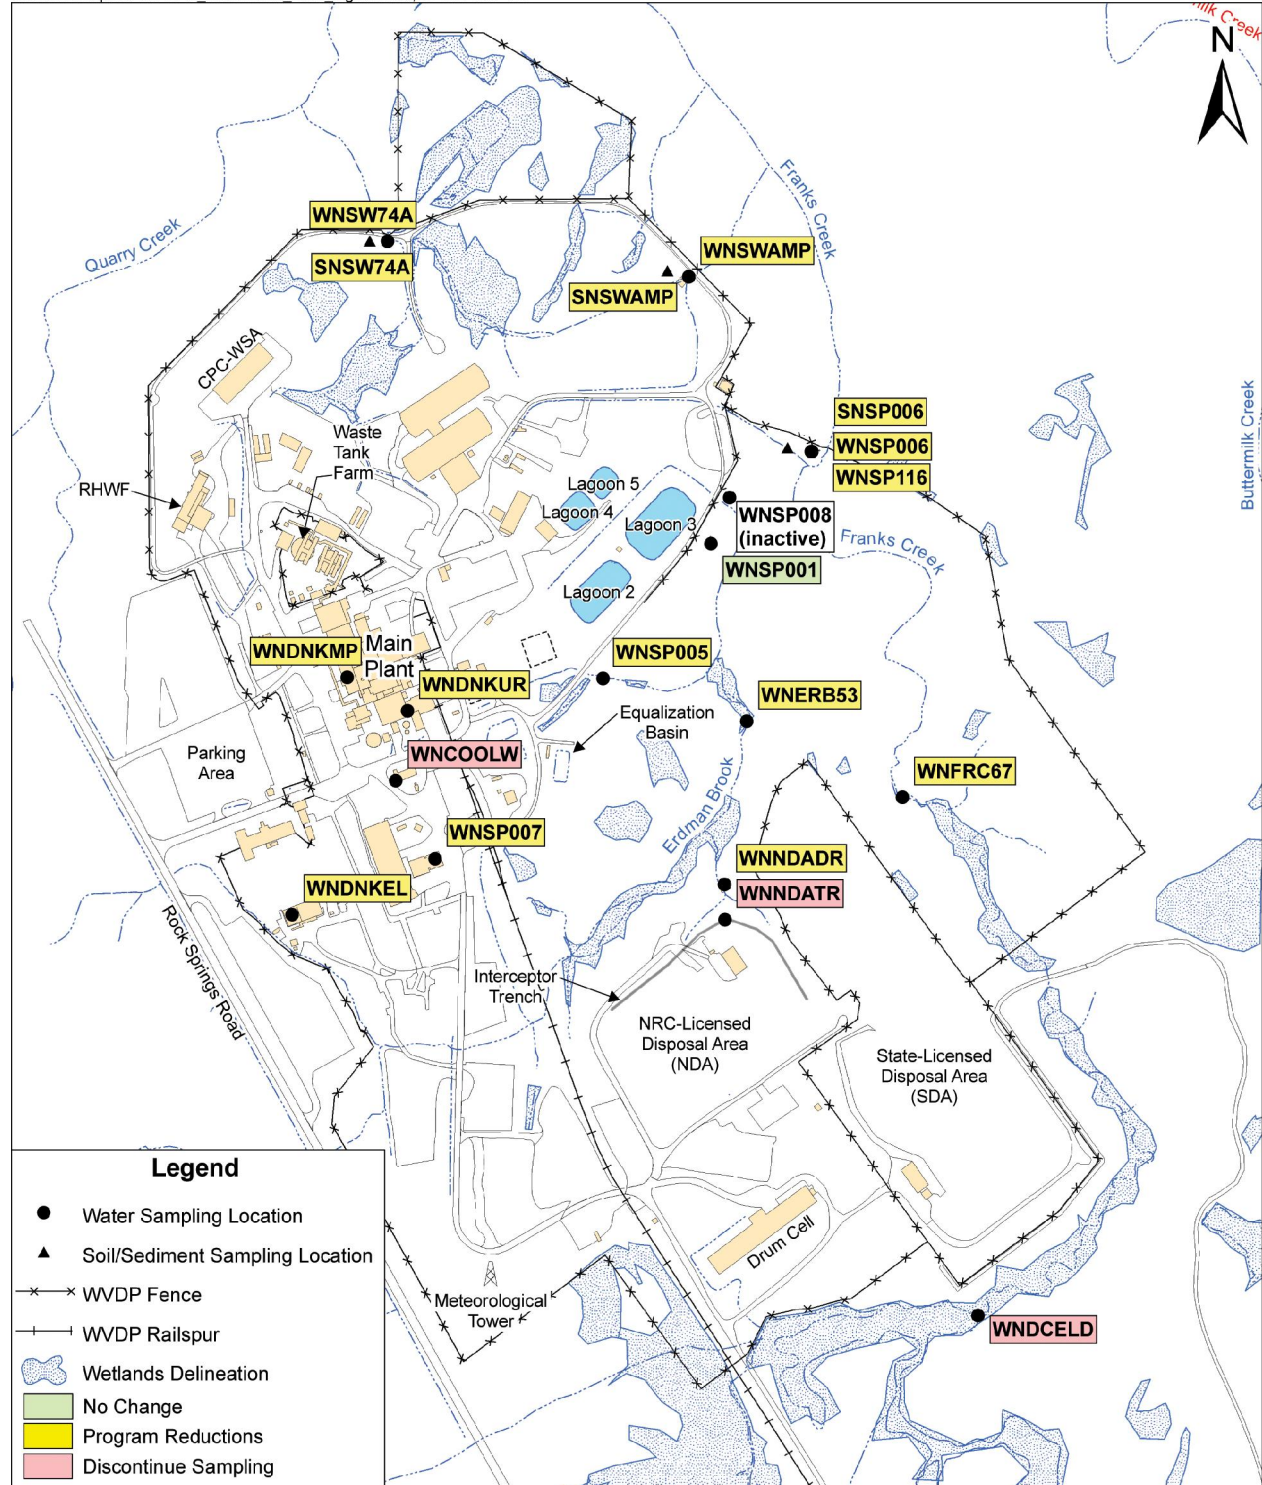 Creek
N
Franks Creek
Quarry Creek
WNSW74A
SNSW74A
WNSWAMP
SNSWAMP
CPC-WSA
Waste
Tank
Farm
RHWF
SNSP006
WNSP006
WNSP116
Buttermilk Creek
Lagoon 5
Lagoon 4
Lagoon 3
Lagoon 2
WNSP008
(inactive)
WNSP001
Franks Creek
WNDNKMP
Main
Plant
WNDNKUR
WNSP005
WNERB53
Equalization
Basin
Parking
Area
WNCOOLW
Erdman Brook
WNFRC67
WNSP007
WNDNKEL
WNNDADR
WNNDATR
Rock Springs Road
Interceptor
Trench
NRC-Licensed
Disposal Area
(NDA)
State-Licensed
Disposal Area
(SDA)
Drum Cell
Meteorological
Tower
WNDCELD
Legend
Water Sampling Location
Soil/Sediment Sampling Location
WVDP Fence
WVDP Railspur
Wetlands Delineation
No Change
Program Reductions
Discontinue Sampling